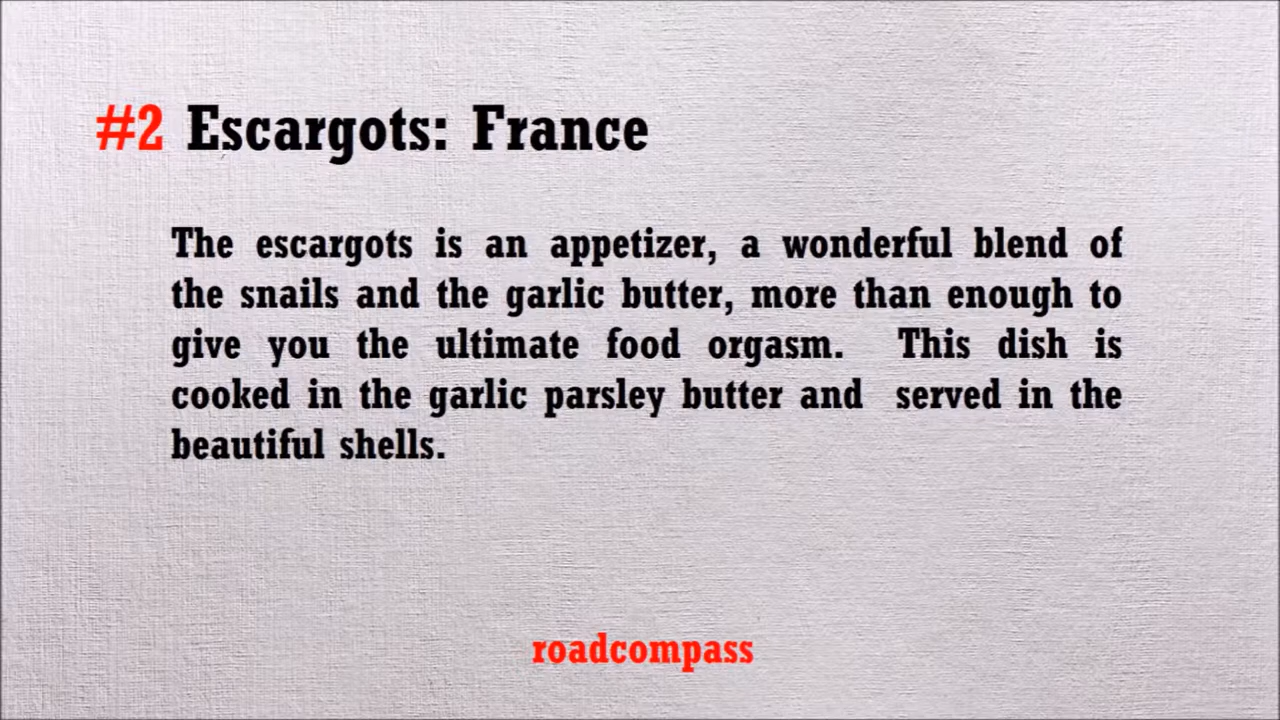 #2 Escargots: France
The escargots is an appetizer, a wonderful blend of
the snails and the garlic butter, more than enough to
give you the ultimate food orgasm. This dish is
cooked in the garlic parsley butter and served in the
beautiful shells.
roadcompass